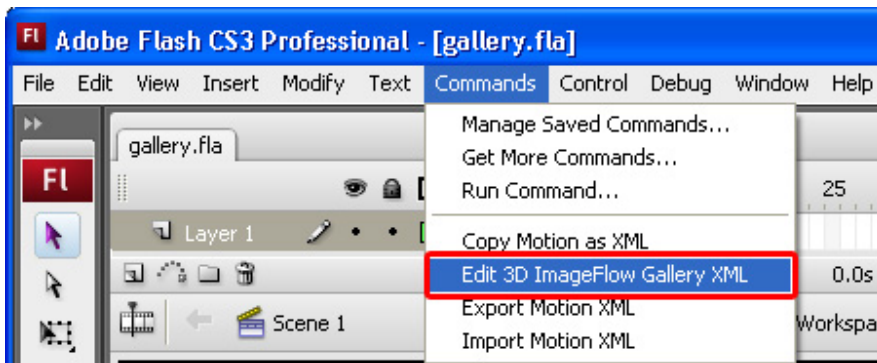 Fl Adobe Flash CS3 Professional - [gallery.fla]
File Edit View Insert Modify Text Commands Control Debug Window Help
Manage Saved Commands...
gallery.fla
Get More Commands...
Fl
Run Command...
25
Layer 1
Copy Motion as XML
Edit 3D ImageFlow Gallery XML
0.0s
Export Motion XML
Scene 1
Workspa
Import Motion XML